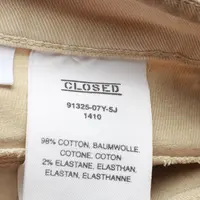 CLOSED
91325-07Y-5J
1410
98% COTTON, BAUMWOLLE,
COTONE, COTON
2% ELASTANE, ELASTHAN,
ELASTAN, ELASTHANNE